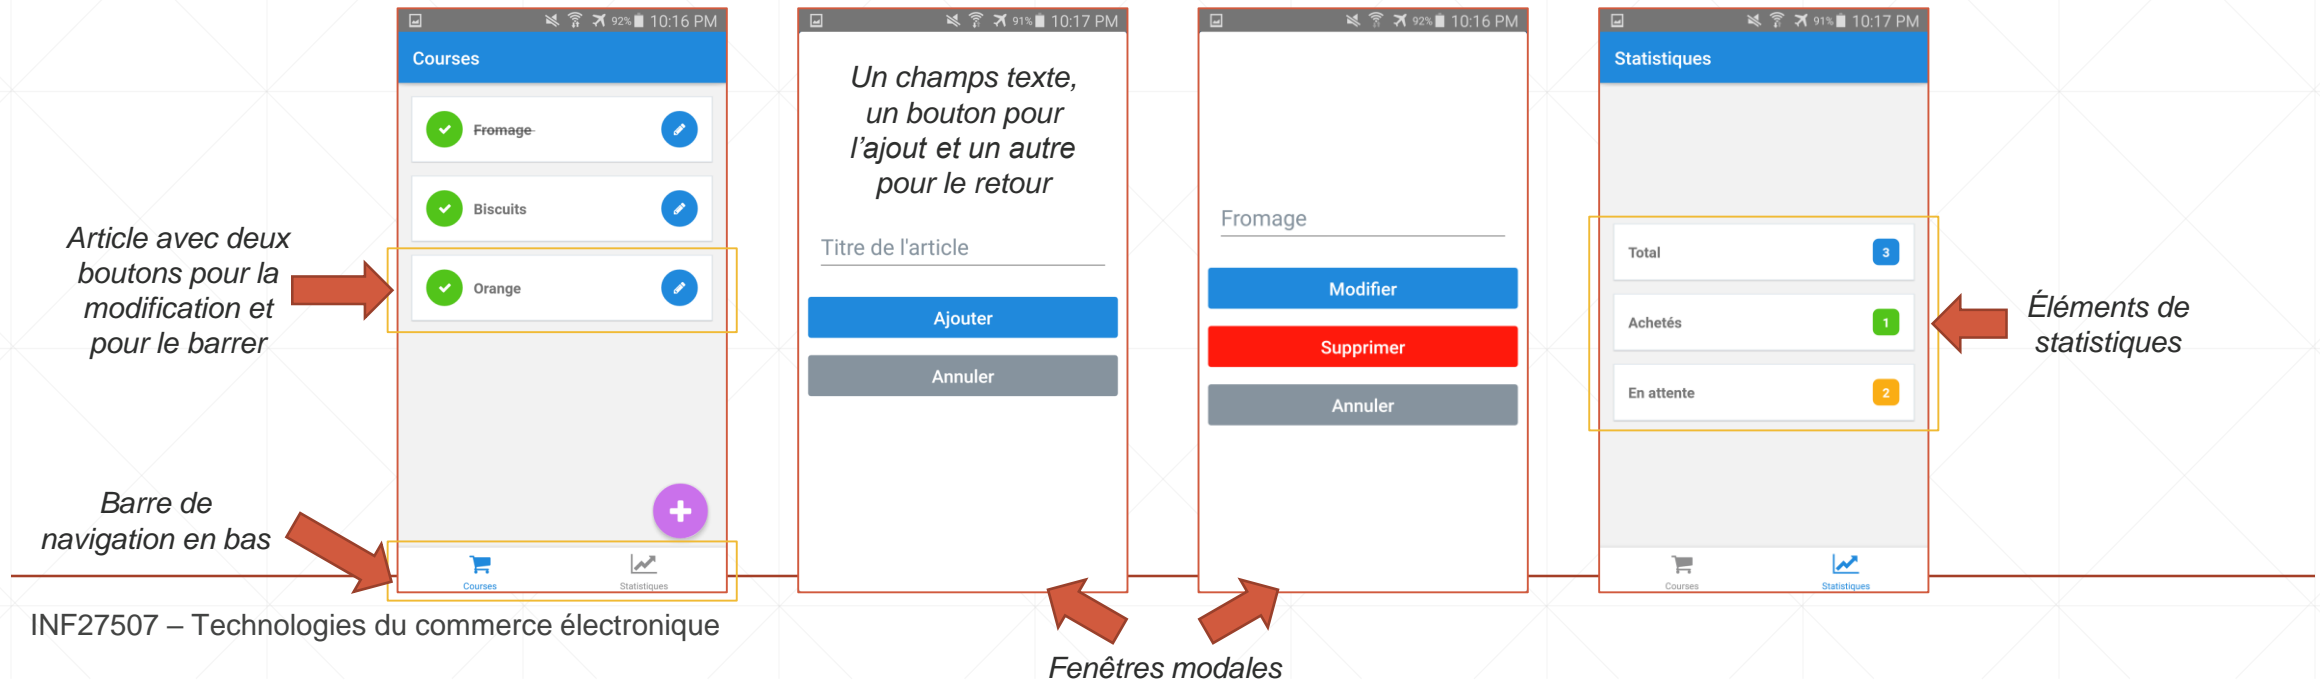 Article avec deux
boutons pour la
modification et
pour le barrer
Barre de
navigation en bas
92% 10:16 PM
Courses
Fromage
Biscuits
Orange
Courses
Statistiques
91% 10:17 PM
Un champs texte,
un bouton pour
l'ajout et un autre
pour le retour
Titre de l'article
Ajouter
Annuler
92% 10:16 PM
Fromage
Modifier
Supprimer
Annuler
Fenêtres modales
91% 10:17 PM
Statistiques
Total 3
Achetés 1
En attente 2
Courses
Statistiques
Éléments de
statistiques
INF27507 – Technologies du commerce électronique